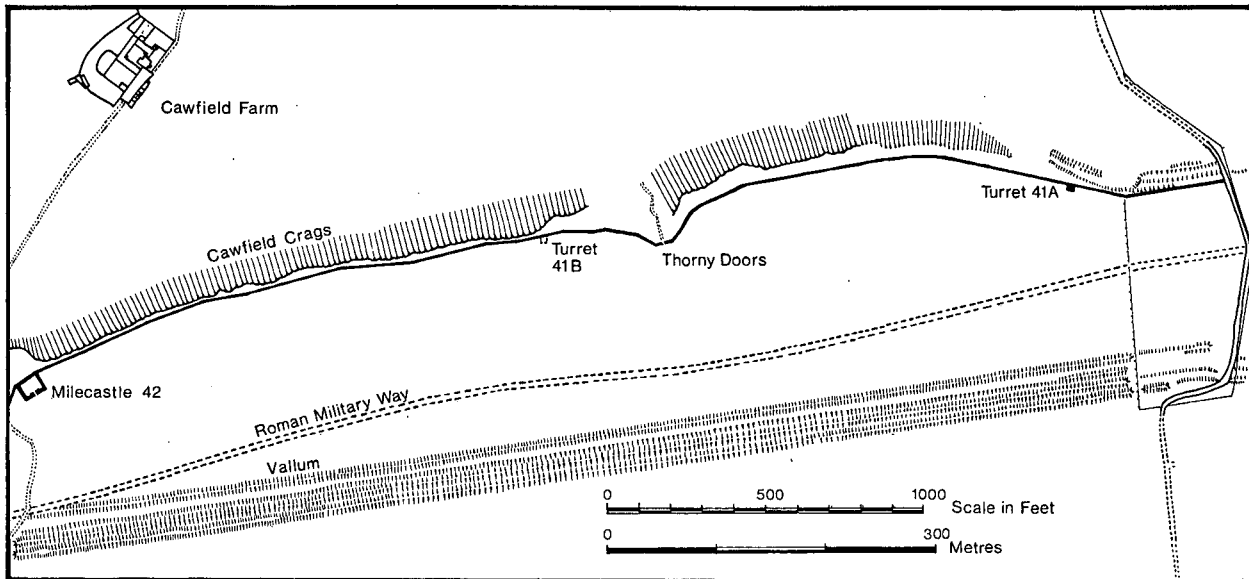 Cawfield Farm
Cawfield Crags
Turret
41B
Thorny Doors
Turret 41A
Milecastle 42
Roman Military Way
Vallum
0 500 1000 Scale in Feet
0 300 Metres